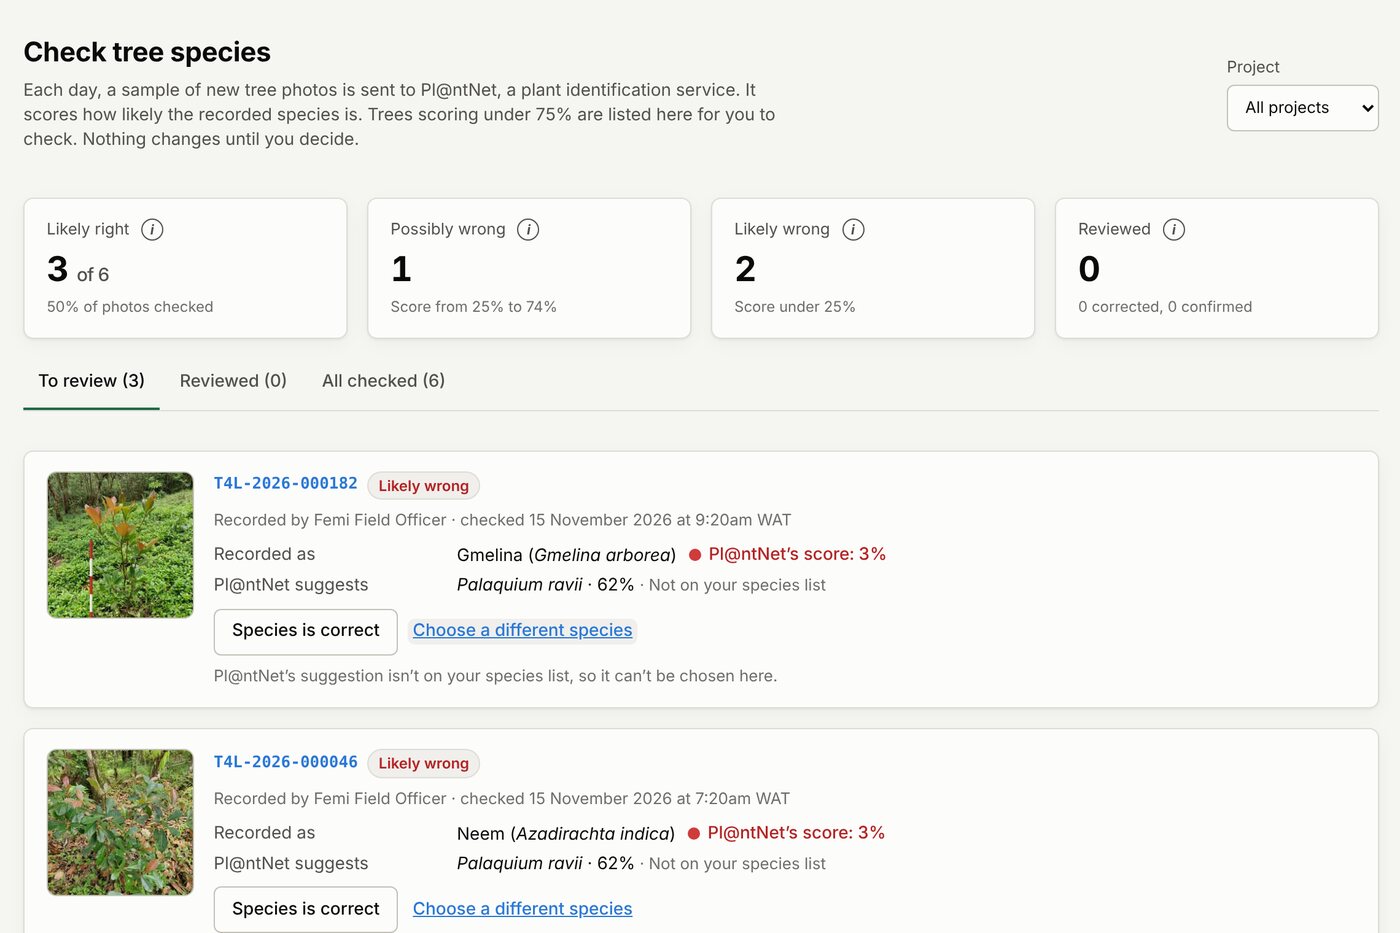 Check tree species
Each day, a sample of new tree photos is sent to Pl@ntNet, a plant identification service. It
scores how likely the recorded species is. Trees scoring under 75% are listed here for you to
check. Nothing changes until you decide.
Project
All projects
Likely right i
3 of 6
50% of photos checked
Possibly wrong i
1
Score from 25% to 74%
Likely wrong i
2
Score under 25%
Reviewed i
0
0 corrected, 0 confirmed
To review (3) Reviewed (0) All checked (6)
T4L-2026-000182 Likely wrong
Recorded by Femi Field Officer · checked 15 November 2026 at 9:20am WAT
Recorded as Gmelina (Gmelina arborea) Pl@ntNet’s score: 3%
Pl@ntNet suggests Palaquium ravii · 62% · Not on your species list
Species is correct Choose a different species
Pl@ntNet’s suggestion isn’t on your species list, so it can’t be chosen here.
T4L-2026-000046 Likely wrong
Recorded by Femi Field Officer · checked 15 November 2026 at 7:20am WAT
Recorded as Neem (Azadirachta indica) Pl@ntNet’s score: 3%
Pl@ntNet suggests Palaquium ravii · 62% · Not on your species list
Species is correct Choose a different species